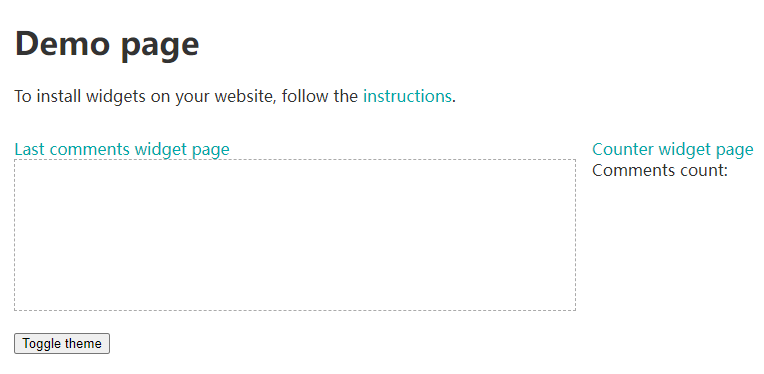 Demo page
To install widgets on your website, follow the instructions.
Last comments widget page
Counter widget page
Comments count:
Toggle theme